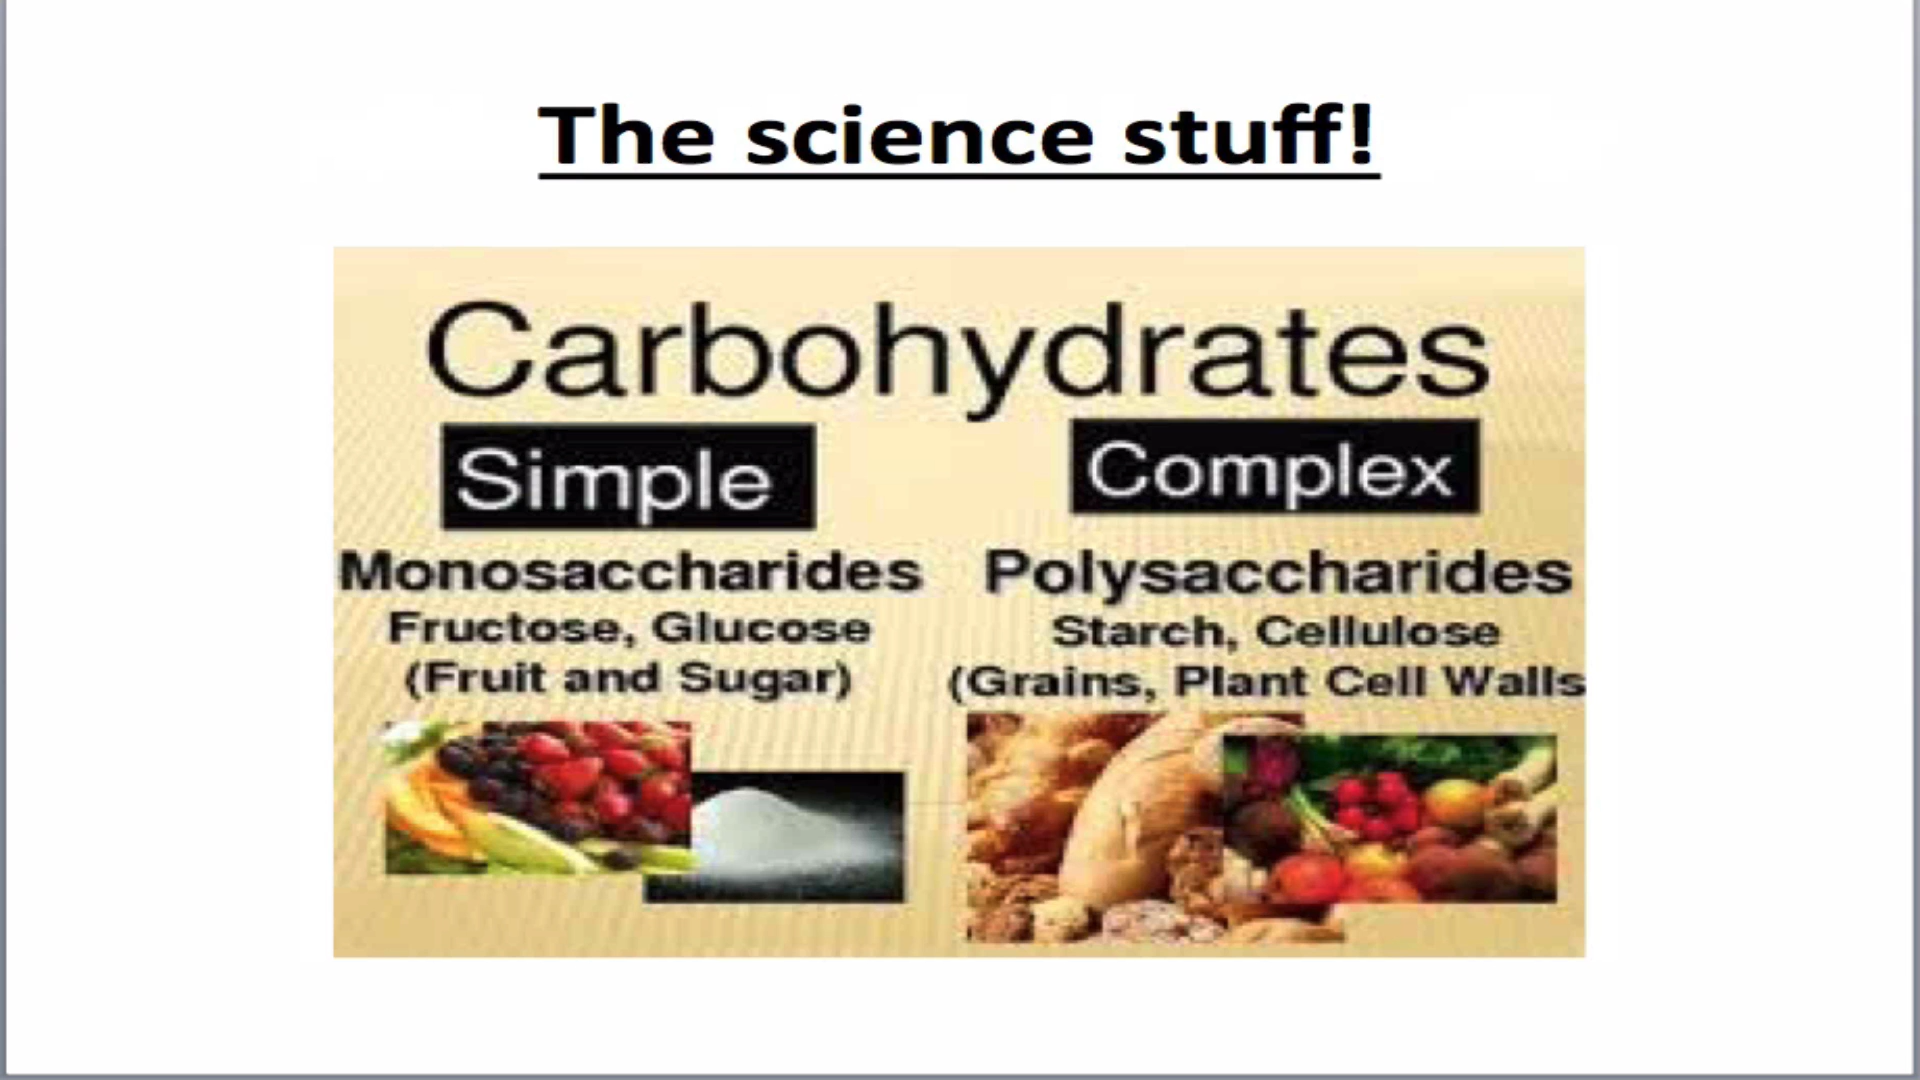 The science stuff!
Carbohydrates
Simple
Complex
Monosaccharides
Fructose, Glucose
(Fruit and Sugar)
Polysaccharides
Starch, Cellulose
(Grains, Plant Cell Walls